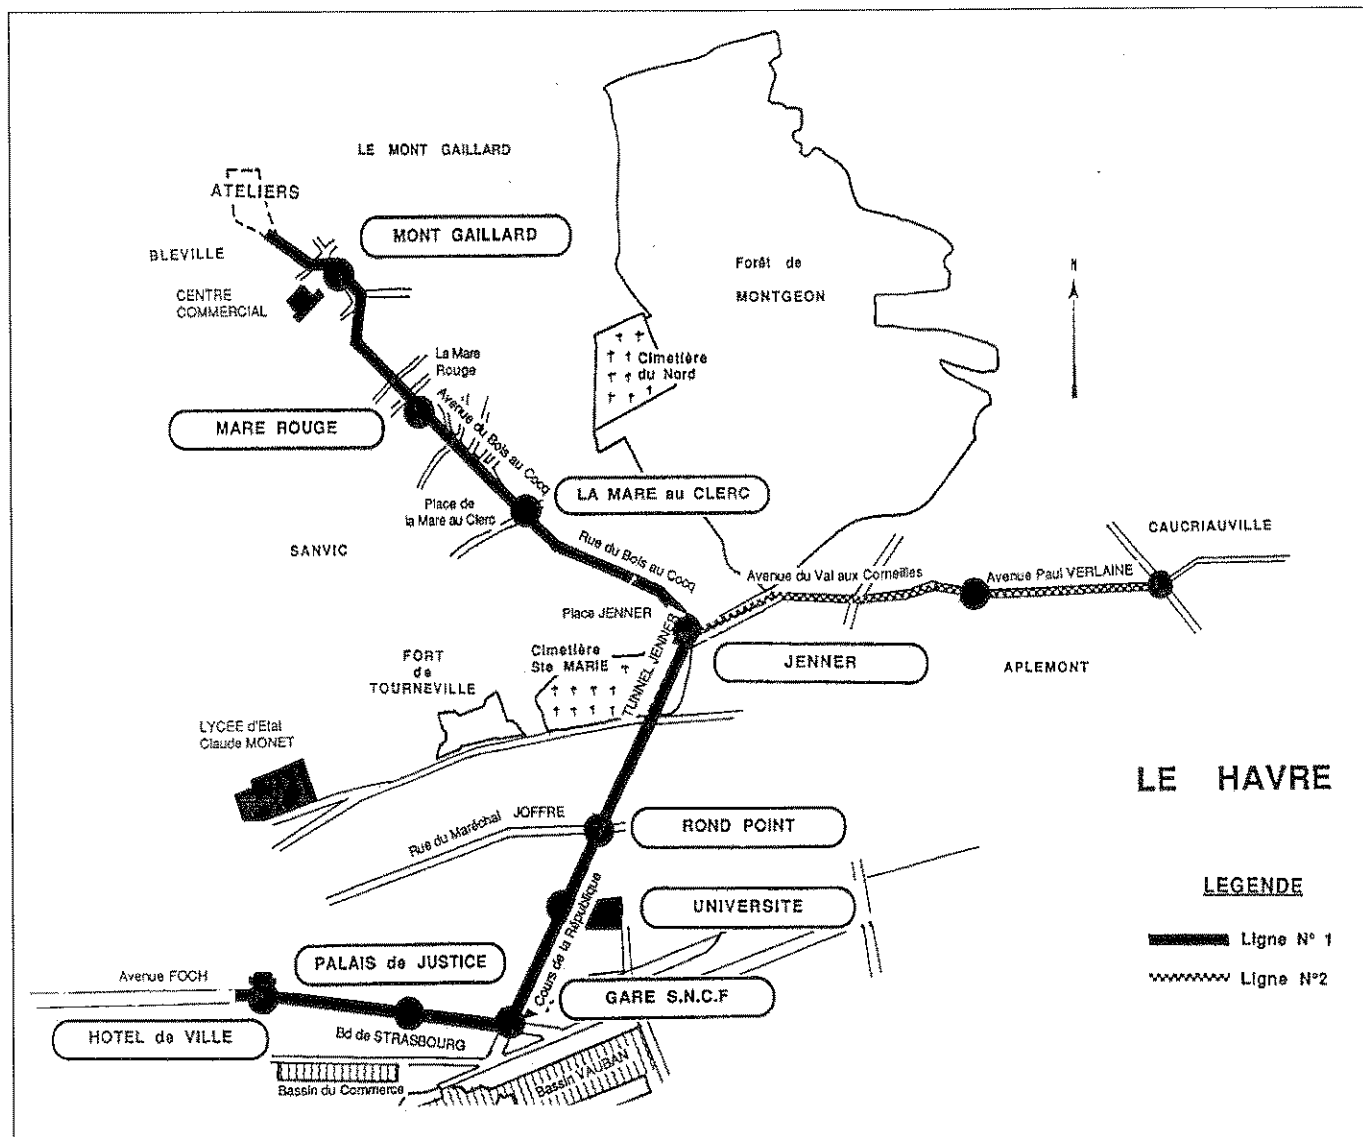 LE MONT GAILLARD
ATELIERS
MONT GAILLARD
BLEVILLE
CENTRE
COMMERCIAL
Forêt de
MONTGEON
N
La Mare
Rouge
Cimetière
du Nord
MARE ROUGE
Avenue du Bois au Cocq
LA MARE au CLERC
Place de
la Mare au Clerc
SANVIC
Rue du Bois au Cocq
CAUCRIAUVILLE
Avenue du Val aux Corneilles
Avenue Paul VERLAINE
Place JENNER
TUNNEL JENNER
JENNER
APLEMONT
Cimetière
Ste MARIE
FORT
de
TOURNEVILLE
LYCEE d'Etat
Claude MONET
LE HAVRE
Rue du Maréchal JOFFRE
ROND POINT
UNIVERSITE
Cours de la République
LEGENDE
Ligne N° 1
Ligne N°2
PALAIS de JUSTICE
Avenue FOCH
GARE S.N.C.F
HOTEL de VILLE
Bd de STRASBOURG
Bassin du Commerce
Bassin VAUBAN